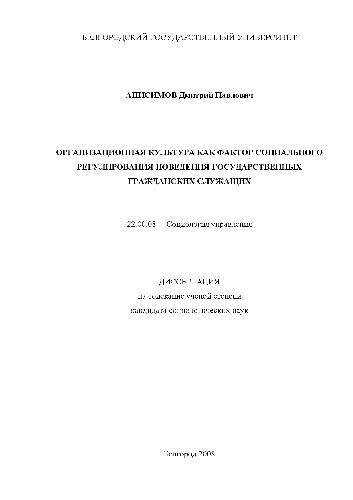 БЕЛГОРОДСКИЙ ГОСУДАРСТВЕННЫЙ УНИВЕРСИТЕТ
АНИСИМОВ Дмитрий Павлович
ОРГАНИЗАЦИОННАЯ КУЛЬТУРА КАК ФАКТОР СОЦИАЛЬНОГО
РЕГУЛИРОВАНИЯ ПОВЕДЕНИЯ ГОСУДАРСТВЕННЫХ
ГРАЖДАНСКИХ СЛУЖАЩИХ
22.00.08 Социология управления
ДИССЕРТАЦИЯ
на соискание ученой степени
кандидата социологических наук
Белгород 2008